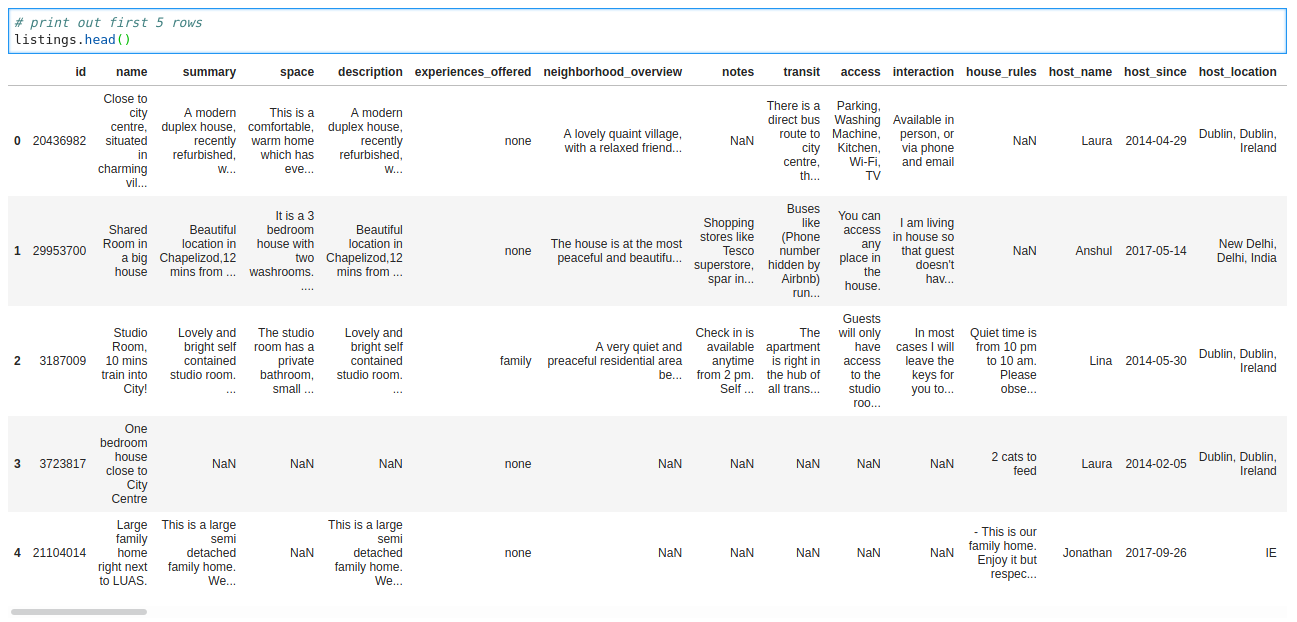 # print out first 5 rows
listings.head()
id name summary space description experiences_offered neighborhood_overview notes transit access interaction house_rules host_name host_since host_location
0 20436982 Close to city centre, situated in charming vil... A modern duplex house, recently refurbished, w... This is a comfortable, warm home which has eve... A modern duplex house, recently refurbished, w... none A lovely quaint village, with a relaxed friend... NaN There is a direct bus route to city centre, th... Parking, Washing Machine, Kitchen, Wi-Fi, TV Available in person, or via phone and email NaN Laura 2014-04-29 Dublin, Dublin, Ireland
1 29953700 Shared Room in a big house Beautiful location in Chapelizod,12 mins from ... It is a 3 bedroom house with two washrooms. .... Beautiful location in Chapelizod,12 mins from ... none The house is at the most peaceful and beautifu... Shopping stores like Tesco superstore, spar in... Buses like (Phone number hidden by Airbnb) run... You can access any place in the house. I am living in house so that guest doesn't hav... NaN Anshul 2017-05-14 New Delhi, Delhi, India
2 3187009 Studio Room, 10 mins train into City! Lovely and bright self contained studio room. ... The studio room has a private bathroom, small ... Lovely and bright self contained studio room. ... family A very quiet and preaceful residential area be... Check in is available anytime from 2 pm. Self ... The apartment is right in the hub of all trans... Guests will only have access to the studio roo... In most cases I will leave the keys for you to... Quiet time is from 10 pm to 10 am. Please obse... Lina 2014-05-30 Dublin, Dublin, Ireland
3 3723817 One bedroom house close to City Centre NaN NaN NaN none NaN NaN NaN NaN NaN 2 cats to feed Laura 2014-02-05 Dublin, Dublin, Ireland
4 21104014 Large family home right next to LUAS. This is a large semi detached family home. We... NaN This is a large semi detached family home. We... none NaN NaN NaN NaN NaN - This is our family home. Enjoy it but respec... Jonathan 2017-09-26 IE